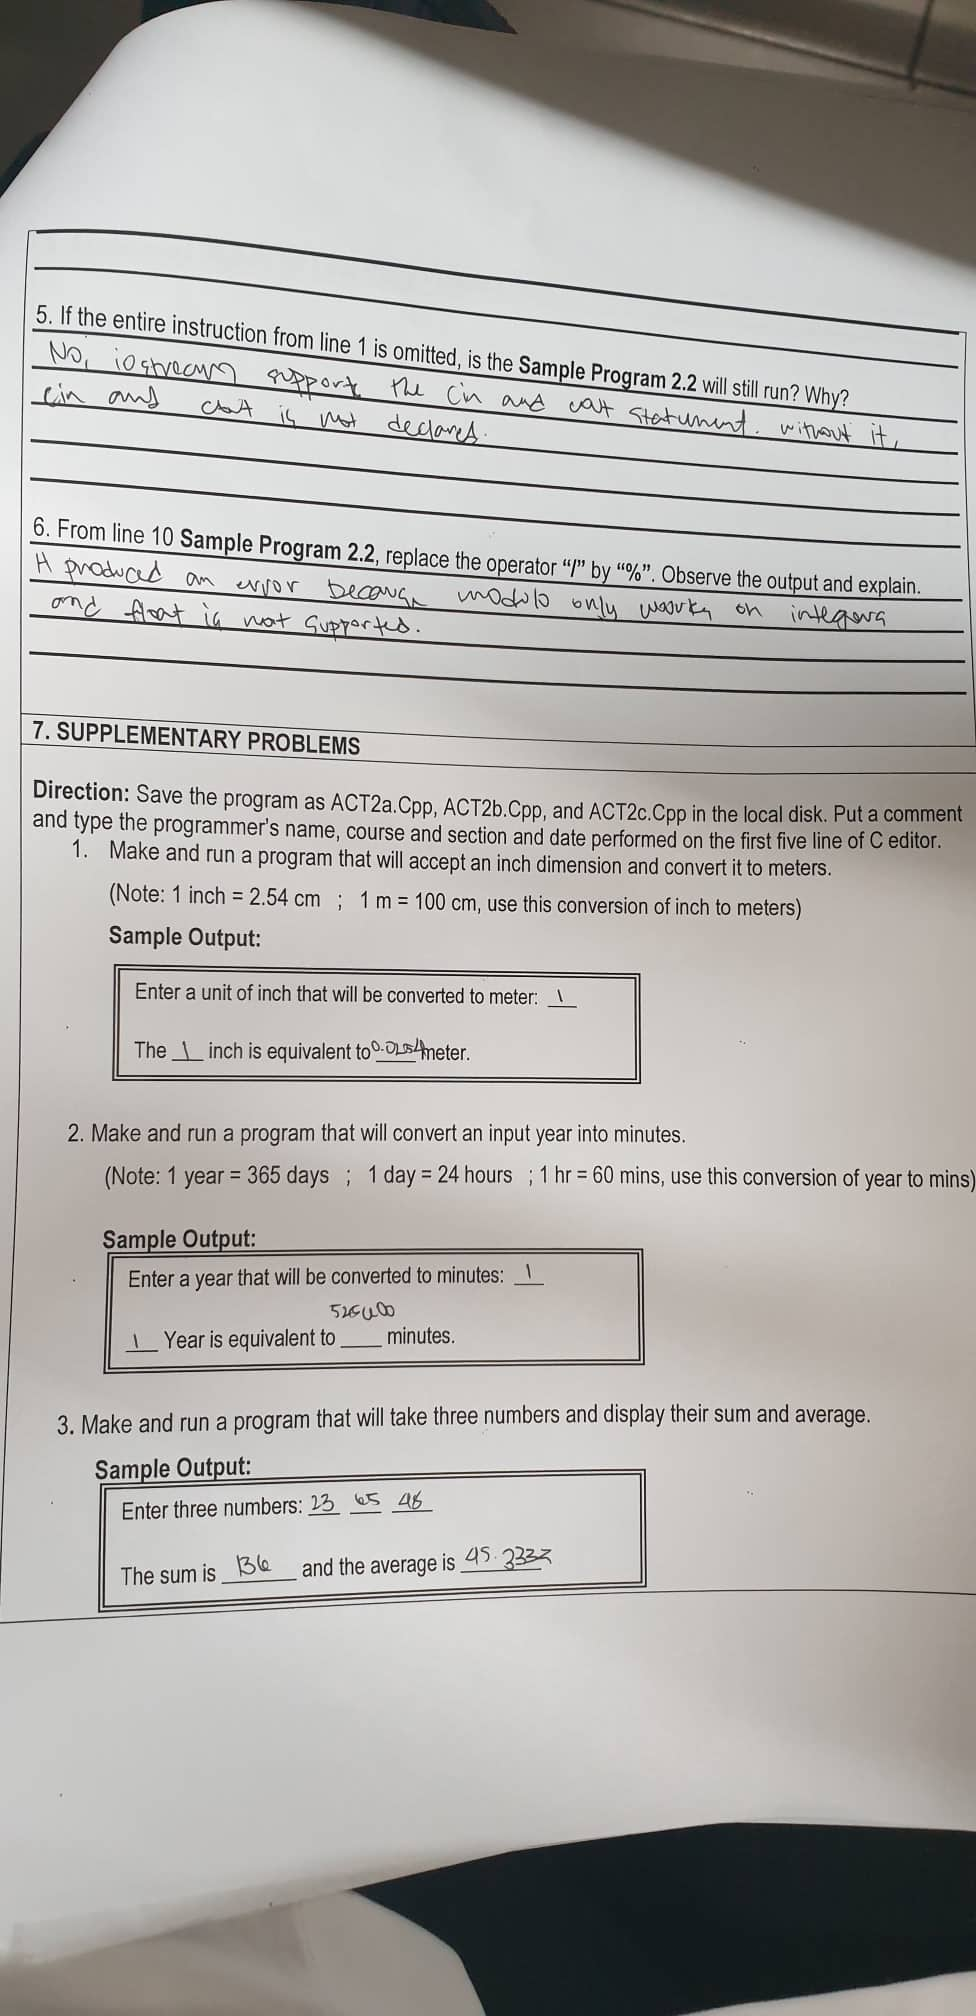 5. If the entire instruction from line 1 is omitted, is the Sample Program 2.2 will still run? Why?
No, iostream support the Cin and cout statement. without it,
cin and cout is not declared.
6. From line 10 Sample Program 2.2, replace the operator “/” by “%”. Observe the output and explain.
It produced an error because modulo only works on integers
and float is not supported.
7. SUPPLEMENTARY PROBLEMS
Direction: Save the program as ACT2a.Cpp, ACT2b.Cpp, and ACT2c.Cpp in the local disk. Put a comment
and type the programmer's name, course and section and date performed on the first five line of C editor.
1. Make and run a program that will accept an inch dimension and convert it to meters.
(Note: 1 inch = 2.54 cm ; 1 m = 100 cm, use this conversion of inch to meters)
Sample Output:
Enter a unit of inch that will be converted to meter: 1
The 1 inch is equivalent to 0.0254 meter.
2. Make and run a program that will convert an input year into minutes.
(Note: 1 year = 365 days ; 1 day = 24 hours ; 1 hr = 60 mins, use this conversion of year to mins)
Sample Output:
Enter a year that will be converted to minutes: 1
1 Year is equivalent to ____ minutes.
3. Make and run a program that will take three numbers and display their sum and average.
Sample Output:
Enter three numbers: 23 65 48
The sum is 136 and the average is 45.3333